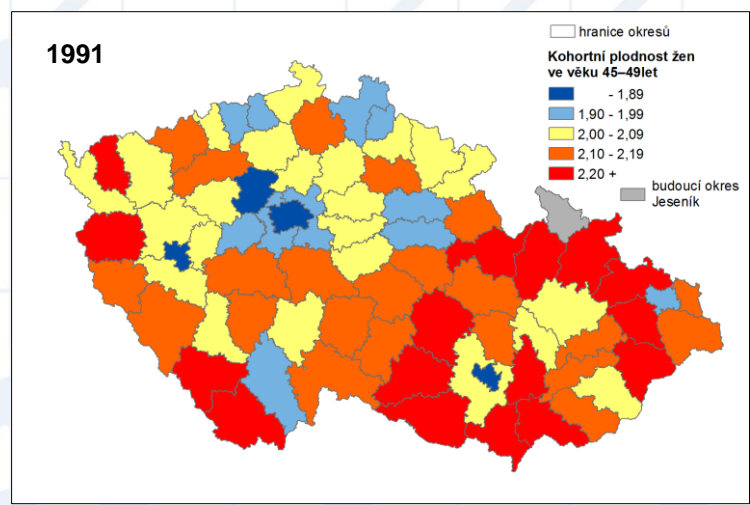 1991
hranice okresů
Kohortní plodnost žen
ve věku 45–49let
- 1,89
1,90 - 1,99
2,00 - 2,09
2,10 - 2,19
2,20 +
budoucí okres
Jeseník